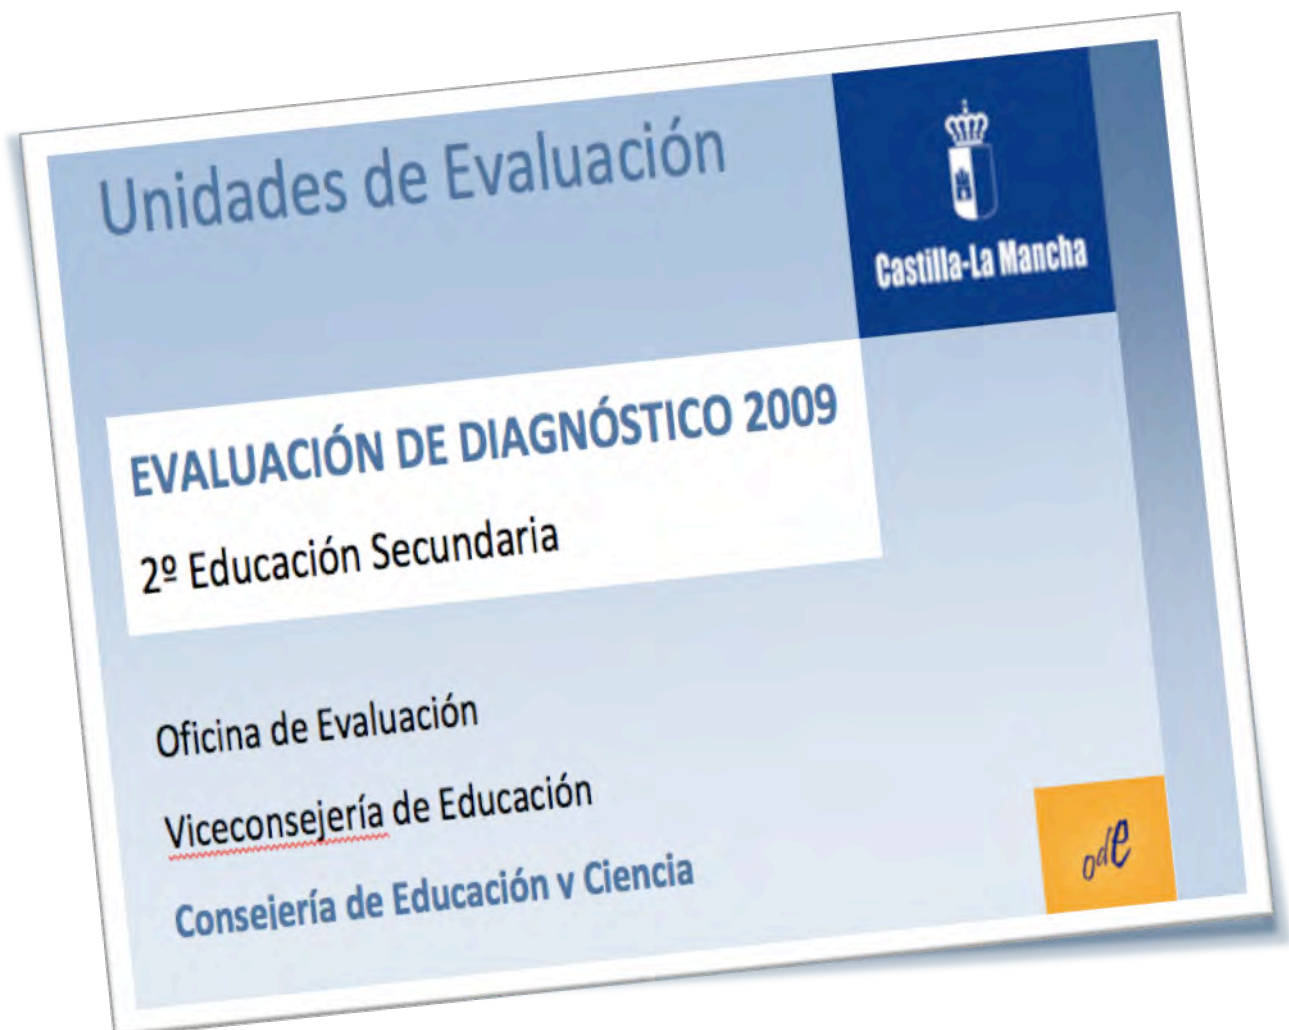 Unidades de Evaluación
Castilla-La Mancha
EVALUACIÓN DE DIAGNÓSTICO 2009
2º Educación Secundaria
Oficina de Evaluación
Viceconsejería de Educación
Consejería de Educación y Ciencia
ode